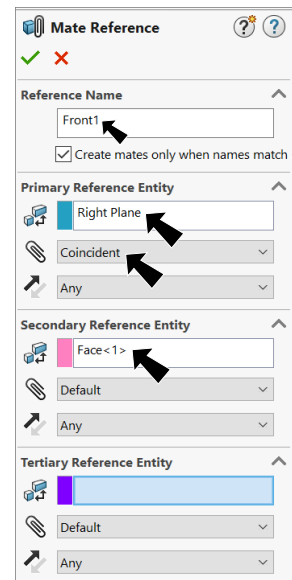 Mate Reference
Reference Name
Front1
Create mates only when names match
Primary Reference Entity
Right Plane
Coincident
Any
Secondary Reference Entity
Face<1>
Default
Any
Tertiary Reference Entity
Default
Any